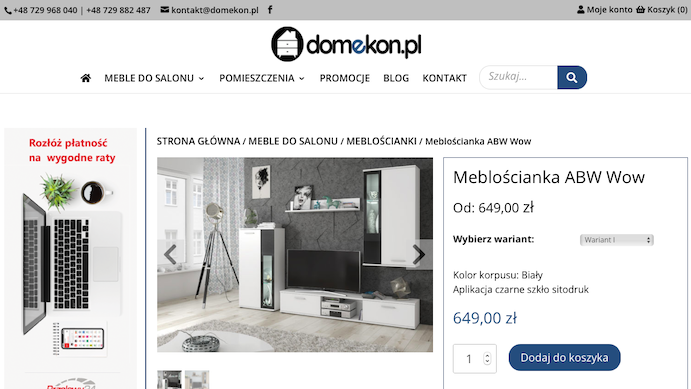 +48 729 968 040 | +48 729 882 487 kontakt@domekon.pl Moje konto Koszyk (0)
domekon.pl
MEBLE DO SALONU POMIESZCZENIA PROMOCJE BLOG KONTAKT Szukaj...
Rozłóż płatność
na wygodne raty
STRONA GŁÓWNA / MEBLE DO SALONU / MEBLOŚCIANKI / Meblościanka ABW Wow
Meblościanka ABW Wow
Od: 649,00 zł
Wybierz wariant: Wariant I
Kolor korpusu: Biały
Aplikacja czarne szkło sitodruk
649,00 zł
1 Dodaj do koszyka